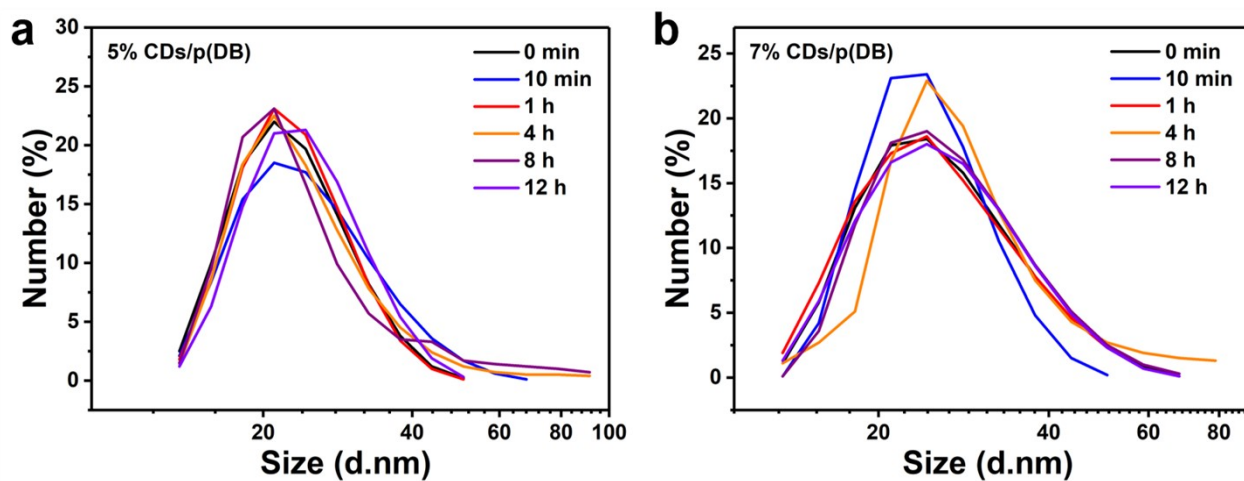 a
5% CDs/p(DB)
0 min
10 min
1 h
4 h
8 h
12 h
30
25
20
15
10
5
0
Number (%)
20
40
60
80
100
Size (d.nm)
b
7% CDs/p(DB)
0 min
10 min
1 h
4 h
8 h
12 h
25
20
15
10
5
0
Number (%)
20
40
60
80
Size (d.nm)